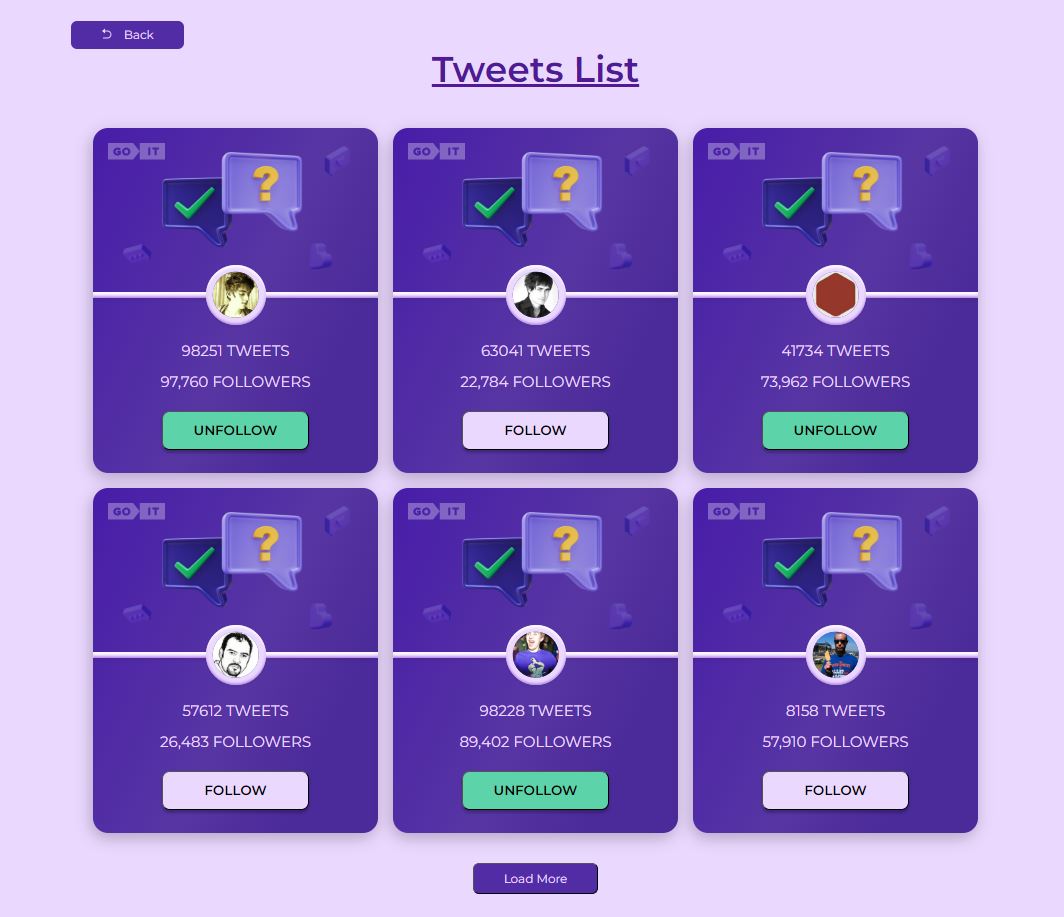 Back
Tweets List
GO IT
GO IT
GO IT
?
?
?
98251 TWEETS
63041 TWEETS
41734 TWEETS
97,760 FOLLOWERS
22,784 FOLLOWERS
73,962 FOLLOWERS
UNFOLLOW
FOLLOW
UNFOLLOW
GO IT
GO IT
GO IT
?
?
?
57612 TWEETS
98228 TWEETS
8158 TWEETS
26,483 FOLLOWERS
89,402 FOLLOWERS
57,910 FOLLOWERS
FOLLOW
UNFOLLOW
FOLLOW
Load More